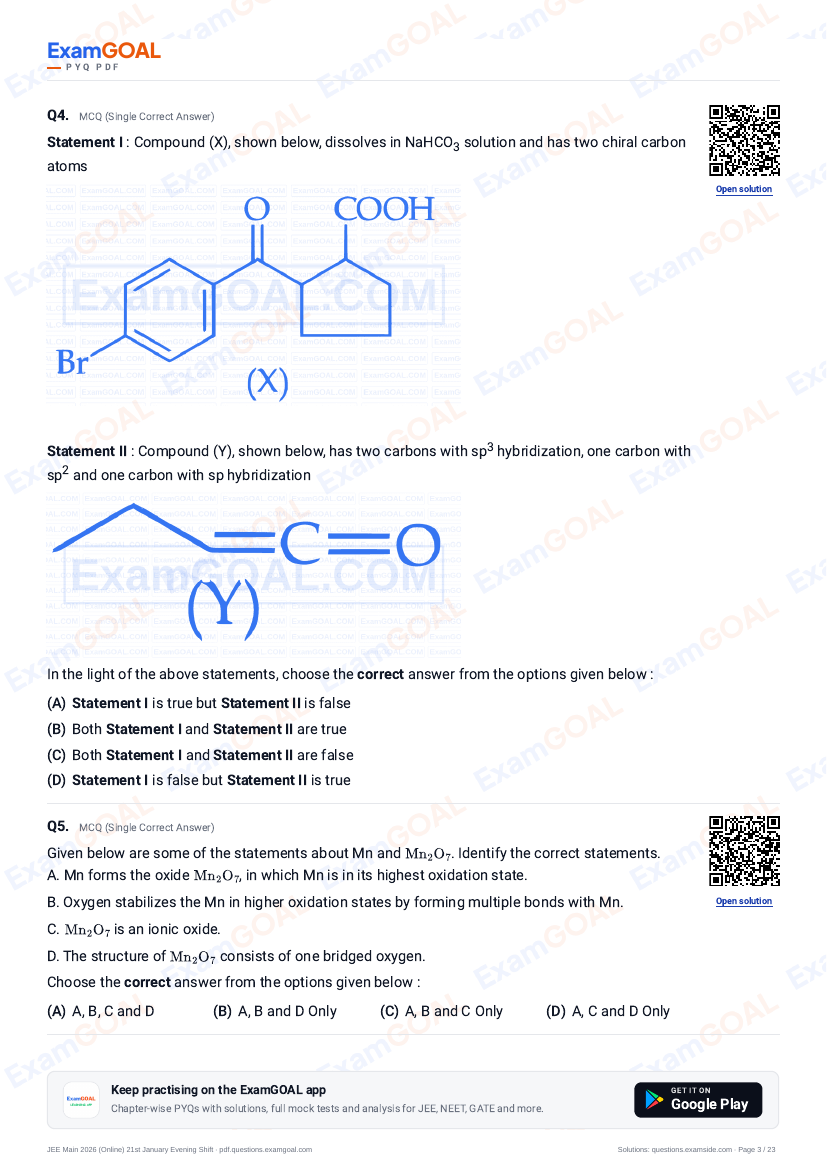 ExamGOAL
PYQ PDF
Q4. MCQ (Single Correct Answer)
Statement I : Compound (X), shown below, dissolves in NaHCO3 solution and has two chiral carbon
atoms
Open solution
O COOH
ExamGOAL.COM
Br
(X)
Statement II : Compound (Y), shown below, has two carbons with sp3 hybridization, one carbon with
sp2 and one carbon with sp hybridization
C O
ExamGOAL.COM
(Y)
In the light of the above statements, choose the correct answer from the options given below :
(A) Statement I is true but Statement II is false
(B) Both Statement I and Statement II are true
(C) Both Statement I and Statement II are false
(D) Statement I is false but Statement II is true
Q5. MCQ (Single Correct Answer)
Given below are some of the statements about Mn and Mn2O7. Identify the correct statements.
A. Mn forms the oxide Mn2O7, in which Mn is in its highest oxidation state.
Open solution
B. Oxygen stabilizes the Mn in higher oxidation states by forming multiple bonds with Mn.
C. Mn2O7 is an ionic oxide.
D. The structure of Mn2O7 consists of one bridged oxygen.
Choose the correct answer from the options given below :
(A) A, B, C and D (B) A, B and D Only (C) A, B and C Only (D) A, C and D Only
Keep practising on the ExamGOAL app
Chapter-wise PYQs with solutions, full mock tests and analysis for JEE, NEET, GATE and more.
ExamGOAL
GET IT ON
Google Play
JEE Main 2026 (Online) 21st January Evening Shift · pdf.questions.examgoal.com
Solutions: questions.examside.com · Page 3 / 23